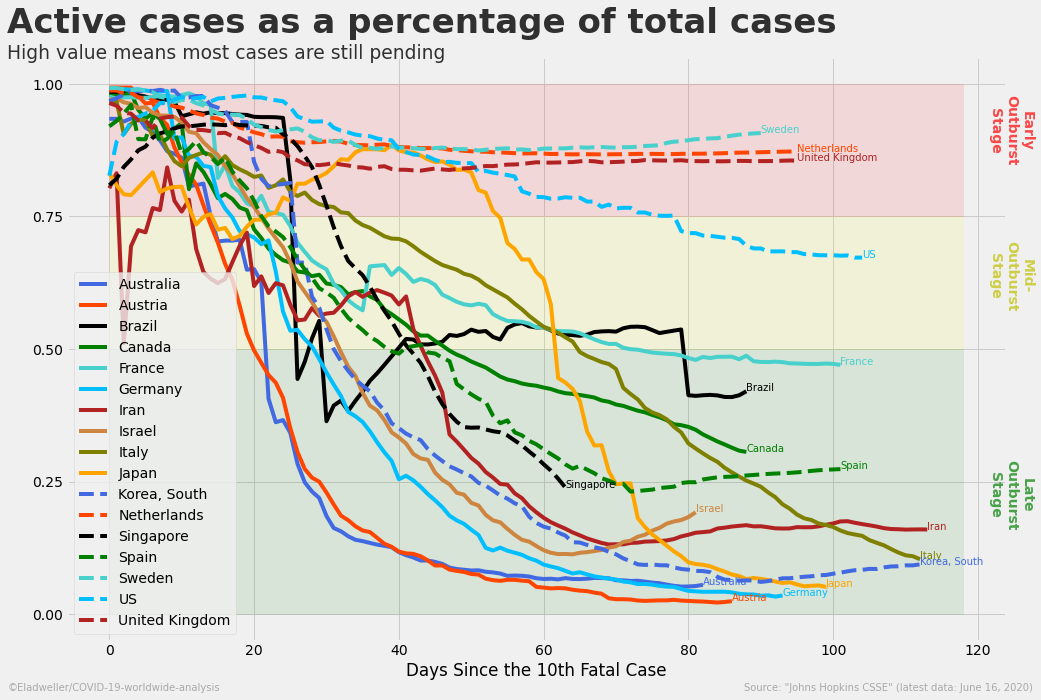 Active cases as a percentage of total cases
High value means most cases are still pending
1.00
0.75
0.50
0.25
0.00
Sweden
Netherlands
United Kingdom
US
France
Brazil
Canada
Spain
Singapore
Israel
Iran
Italy
Korea, South
Australia
Japan
Germany
Austria
Early
Outburst
Stage
Mid-
Outburst
Stage
Late
Outburst
Stage
Australia
Austria
Brazil
Canada
France
Germany
Iran
Israel
Italy
Japan
Korea, South
Netherlands
Singapore
Spain
Sweden
US
United Kingdom
0
20
40
60
80
100
120
Days Since the 10th Fatal Case
©Eladweller/COVID-19-worldwide-analysis
Source: "Johns Hopkins CSSE" (latest data: June 16, 2020)